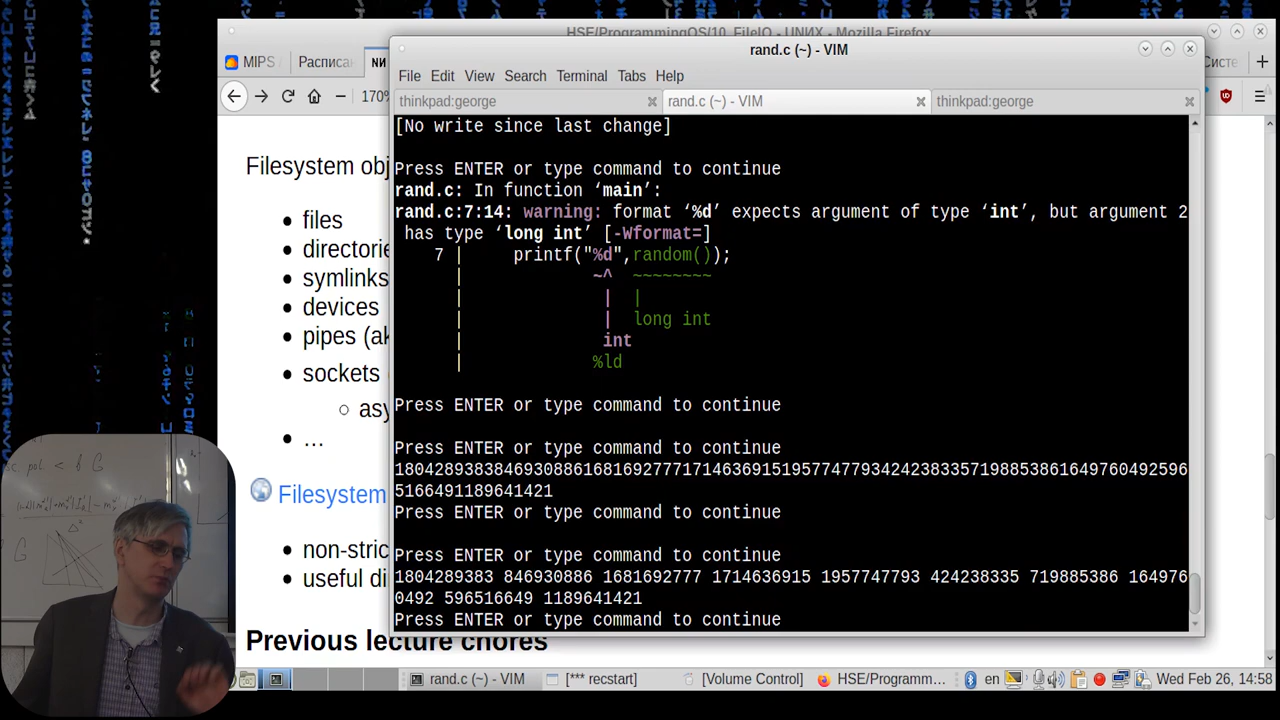 HSE/ProgrammingOS/10_FileIO - UNИX - Mozilla Firefox
rand.c (~) - VIM
MIPS
Расписан
File Edit View Search Terminal Tabs Help
170%
thinkpad:george
rand.c (~) - VIM
thinkpad:george
Filesystem obj
files
directorie
symlinks
devices
pipes (ak
sockets
asy
…
Filesystem
non-stric
useful di
Previous lecture chores
[No write since last change]
Press ENTER or type command to continue
rand.c: In function ‘main’:
rand.c:7:14: warning: format ‘%d’ expects argument of type ‘int’, but argument 2
has type ‘long int’ [-Wformat=]
7 |     printf("%d",random());
|             ~^  ~~~~~~~~
|              |  |
|              |  long int
|              int
|             %ld
Press ENTER or type command to continue
Press ENTER or type command to continue
1804289383846930886168169277717146369151957747793424238335719885386164976049​2596
5166491189641421
Press ENTER or type command to continue
Press ENTER or type command to continue
1804289383 846930886 1681692777 1714636915 1957747793 424238335 719885386 164976
0492 596516649 1189641421
Press ENTER or type command to continue
rand.c (~) - VIM
[*** recstart]
[Volume Control]
HSE/Programm...
en
Wed Feb 26, 14:58